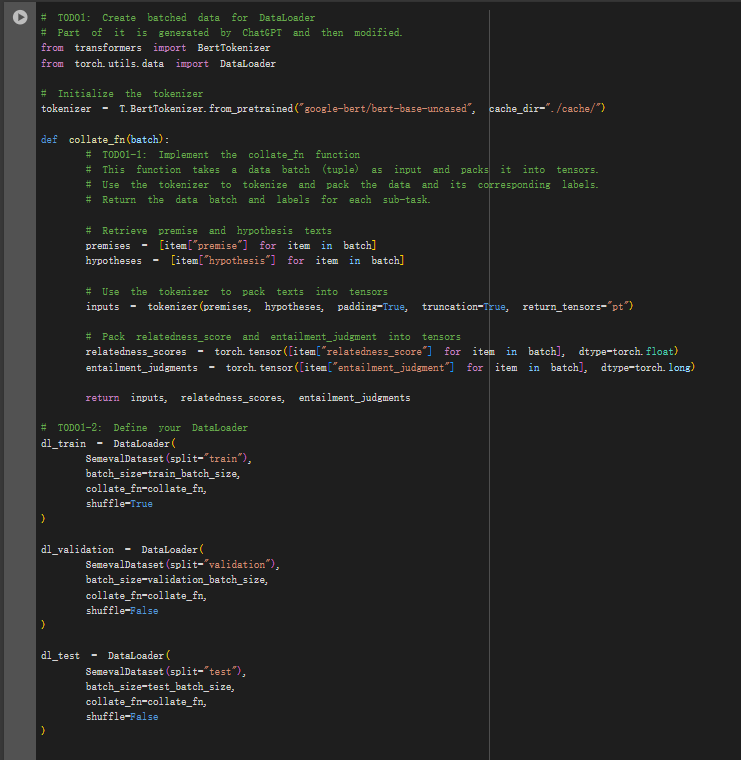 # TODO1: Create batched data for DataLoader
# Part of it is generated by ChatGPT and then modified.
from transformers import BertTokenizer
from torch.utils.data import DataLoader

# Initialize the tokenizer
tokenizer = T.BertTokenizer.from_pretrained("google-bert/bert-base-uncased", cache_dir="./cache/")

def collate_fn(batch):
    # TODO1-1: Implement the collate_fn function
    # This function takes a data batch (tuple) as input and packs it into tensors.
    # Use the tokenizer to tokenize and pack the data and its corresponding labels.
    # Return the data batch and labels for each sub-task.

    # Retrieve premise and hypothesis texts
    premises = [item["premise"] for item in batch]
    hypotheses = [item["hypothesis"] for item in batch]

    # Use the tokenizer to pack texts into tensors
    inputs = tokenizer(premises, hypotheses, padding=True, truncation=True, return_tensors="pt")

    # Pack relatedness_score and entailment_judgment into tensors
    relatedness_scores = torch.tensor([item["relatedness_score"] for item in batch], dtype=torch.float)
    entailment_judgments = torch.tensor([item["entailment_judgment"] for item in batch], dtype=torch.long)

    return inputs, relatedness_scores, entailment_judgments

# TODO1-2: Define your DataLoader
dl_train = DataLoader(
    SemevalDataset(split="train"),
    batch_size=train_batch_size,
    collate_fn=collate_fn,
    shuffle=True
)

dl_validation = DataLoader(
    SemevalDataset(split="validation"),
    batch_size=validation_batch_size,
    collate_fn=collate_fn,
    shuffle=False
)

dl_test = DataLoader(
    SemevalDataset(split="test"),
    batch_size=test_batch_size,
    collate_fn=collate_fn,
    shuffle=False
)